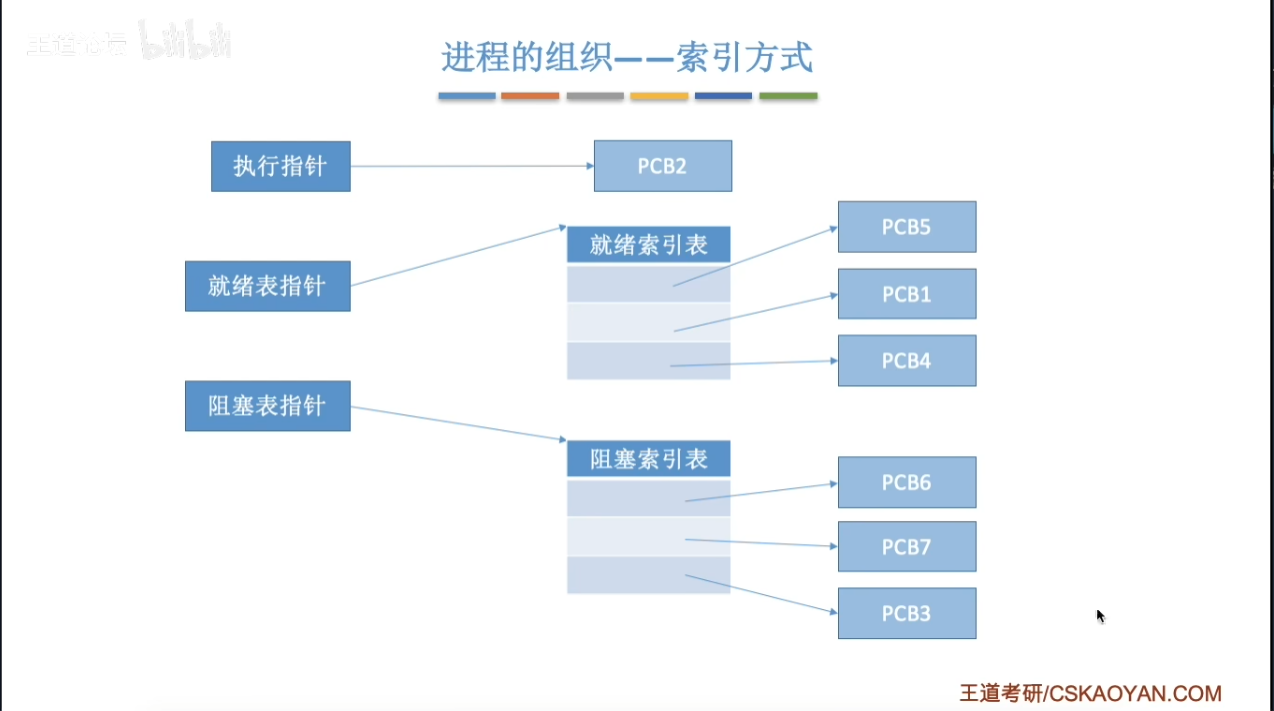 王道论坛 bilibili
进程的组织——索引方式
执行指针
PCB2
就绪表指针
就绪索引表
PCB5
PCB1
PCB4
阻塞表指针
阻塞索引表
PCB6
PCB7
PCB3
王道考研/CSKAOYAN.COM